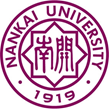 NANKAI UNIVERSITY
南開
· 1919 ·